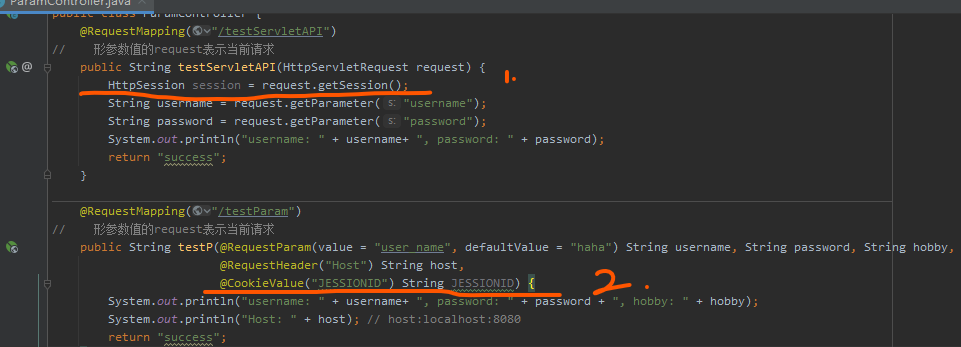 ParamController.java
public class ParamController {
@RequestMapping("/testServletAPI")
// 形参数值的request表示当前请求
public String testServletAPI(HttpServletRequest request) {
HttpSession session = request.getSession();
1.
String username = request.getParameter( s: "username");
String password = request.getParameter( s: "password");
System.out.println("username: " + username+ ", password: " + password);
return "success";
}
@RequestMapping("/testParam")
// 形参数值的request表示当前请求
public String testP(@RequestParam(value = "user_name", defaultValue = "haha") String username, String password, String hobby,
@RequestHeader("Host") String host,
@CookieValue("JESSIONID") String JESSIONID) {
2.
System.out.println("username: " + username+ ", password: " + password + ", hobby: " + hobby);
System.out.println("Host: " + host); // host:localhost:8080
return "success";